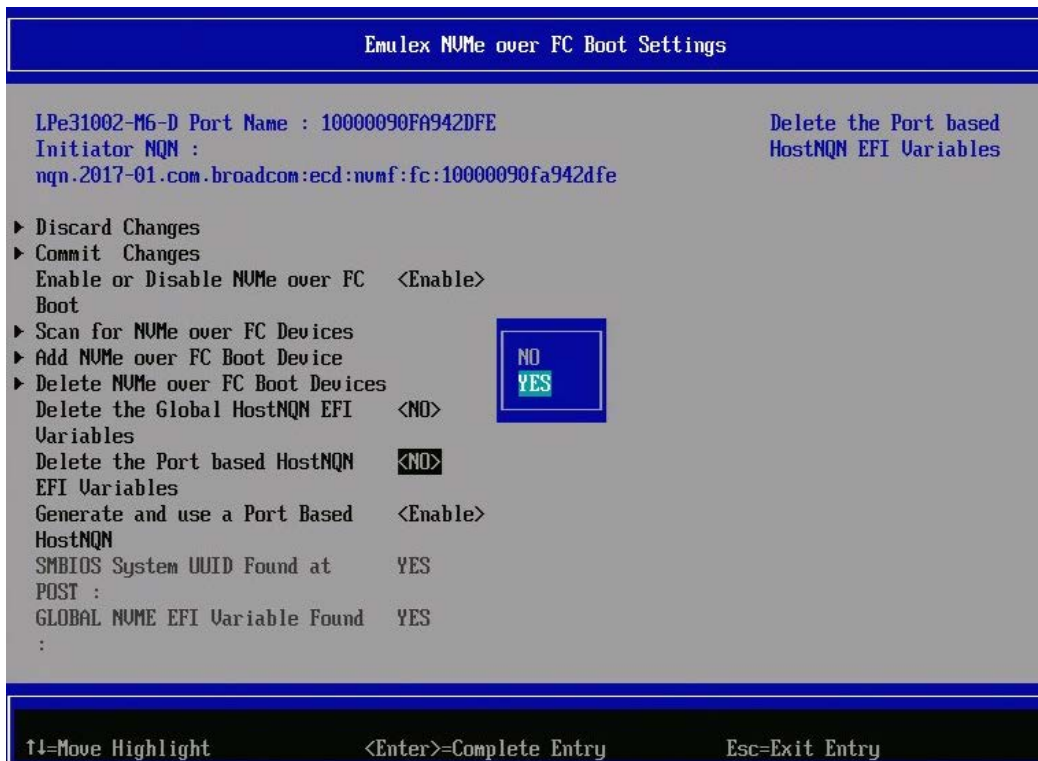 Emulex NVMe over FC Boot Settings
LPe31002-M6-D Port Name : 10000090FA942DFE
Initiator NQN :
nqn.2017-01.com.broadcom:ecd:nvmf:fc:10000090fa942dfe
Delete the Port based
HostNQN EFI Variables
Discard Changes
Commit  Changes
Enable or Disable NVMe over FC <Enable>
Boot
Scan for NVMe over FC Devices
Add NVMe over FC Boot Device
Delete NVMe over FC Boot Devices
Delete the Global HostNQN EFI <NO>
Variables
Delete the Port based HostNQN <NO>
EFI Variables
Generate and use a Port Based <Enable>
HostNQN
SMBIOS System UUID Found at YES
POST :
GLOBAL NVME EFI Variable Found YES
:
NO
YES
↑↓=Move Highlight <Enter>=Complete Entry Esc=Exit Entry